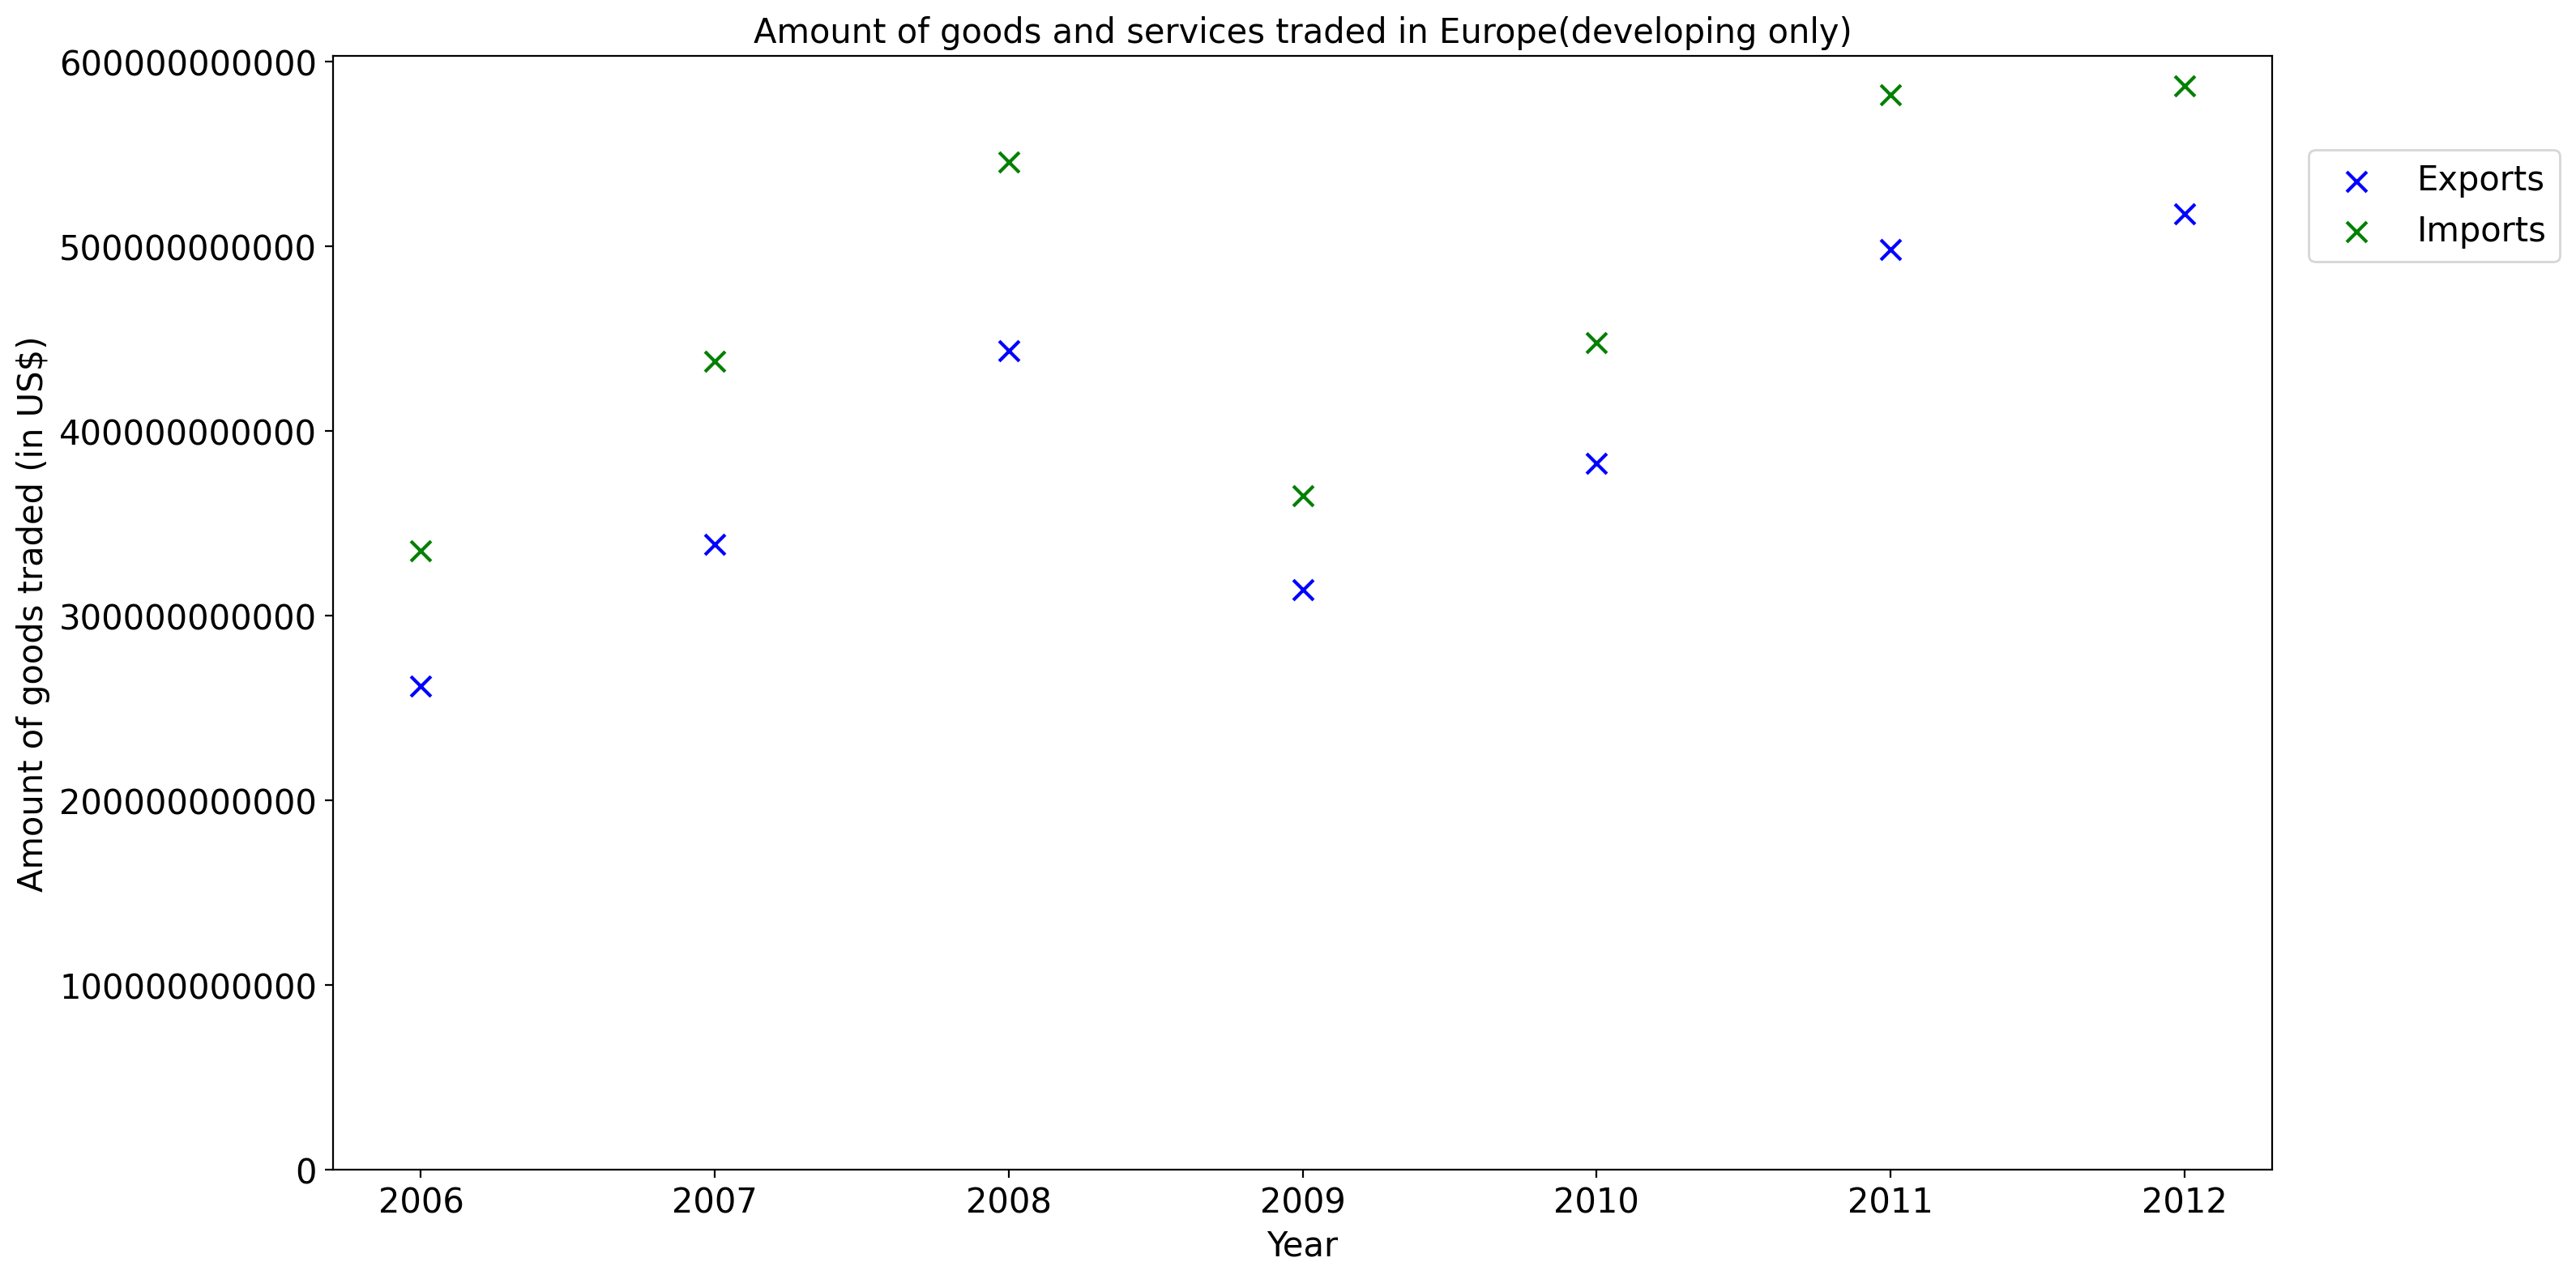 Amount of goods and services traded in Europe(developing only)
Amount of goods traded (in US$)
600000000000
500000000000
400000000000
300000000000
200000000000
100000000000
0
2006 2007 2008 2009 2010 2011 2012
Year
Exports
Imports